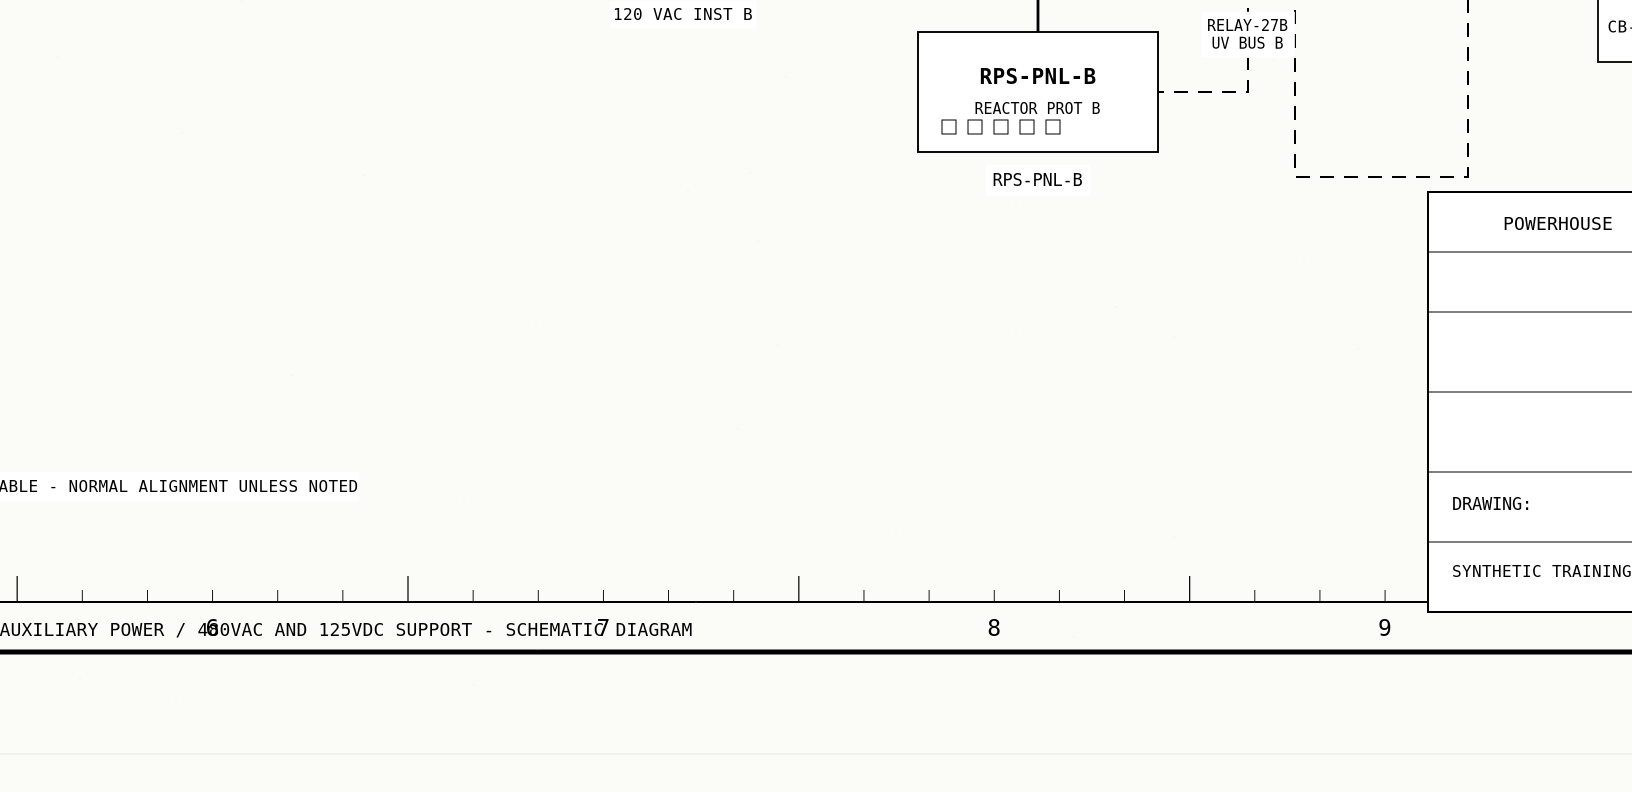 120 VAC INST B
RELAY-27B
UV BUS B
CB-
RPS-PNL-B
REACTOR PROT B
RPS-PNL-B
POWERHOUSE
ABLE - NORMAL ALIGNMENT UNLESS NOTED
DRAWING:
SYNTHETIC TRAINING
AUXILIARY POWER / 480VAC AND 125VDC SUPPORT - SCHEMATIC DIAGRAM
6
7
8
9